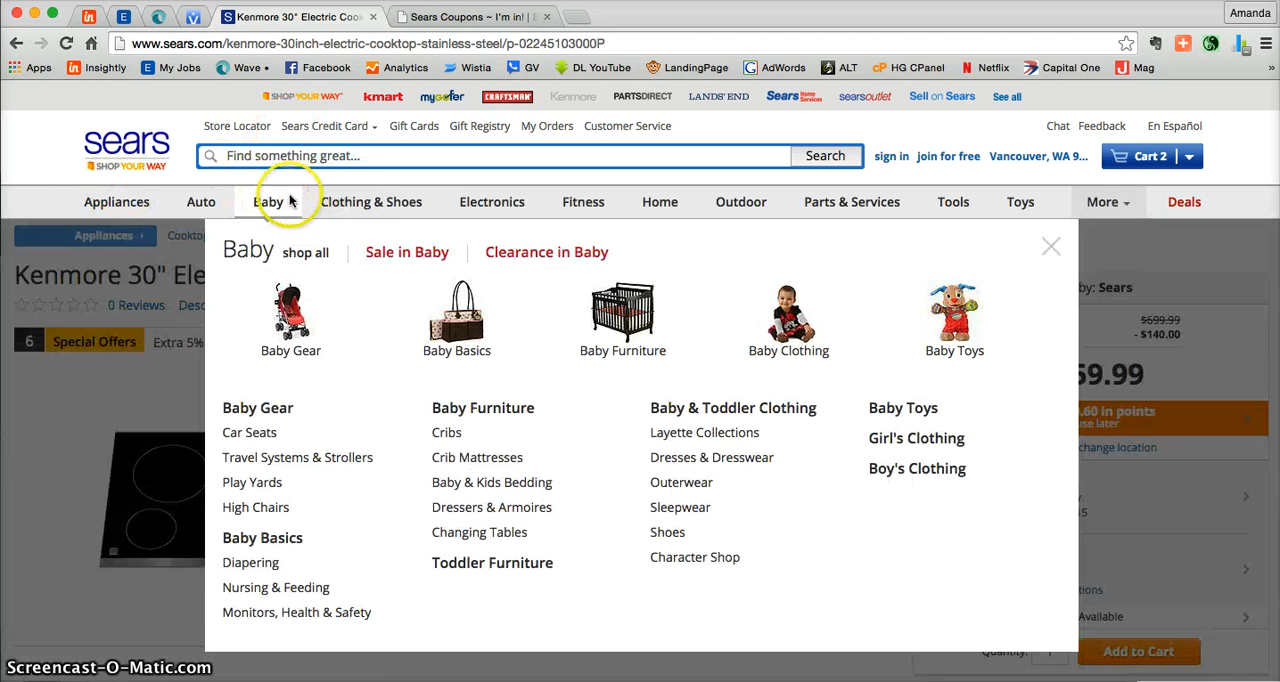 Kenmore 30" Electric Cook
Sears Coupons ~ I'm in! | E
Amanda
www.sears.com/kenmore-30inch-electric-cooktop-stainless-steel/p-02245103000P
Apps Insightly My Jobs Wave • Facebook Analytics Wistia GV DL YouTube LandingPage AdWords ALT HG CPanel Netflix Capital One Mag »
SHOP YOUR WAY kmart mygofer CRAFTSMAN Kenmore PARTSDIRECT LANDS' END Sears Home Services searsoutlet Sell on Sears See all
Store Locator Sears Credit Card Gift Cards Gift Registry My Orders Customer Service Chat Feedback En Español
sears
SHOP YOUR WAY
Find something great... Search sign in join for free Vancouver, WA 9... Cart 2
Appliances Auto Baby Clothing & Shoes Electronics Fitness Home Outdoor Parts & Services Tools Toys More Deals
Appliances › Cookto
Baby shop all Sale in Baby Clearance in Baby
Kenmore 30" Ele
0 Reviews Desc
6 Special Offers Extra 5%
by: Sears
$699.99
- $140.00
59.99
.60 in points
use later
change location
Baby Gear Baby Basics Baby Furniture Baby Clothing Baby Toys
Baby Gear
Car Seats
Travel Systems & Strollers
Play Yards
High Chairs
Baby Basics
Diapering
Nursing & Feeding
Monitors, Health & Safety
Baby Furniture
Cribs
Crib Mattresses
Baby & Kids Bedding
Dressers & Armoires
Changing Tables
Toddler Furniture
Baby & Toddler Clothing
Layette Collections
Dresses & Dresswear
Outerwear
Sleepwear
Shoes
Character Shop
Baby Toys
Girl's Clothing
Boy's Clothing
Available
Quantity: 1 Add to Cart
Screencast-O-Matic.com